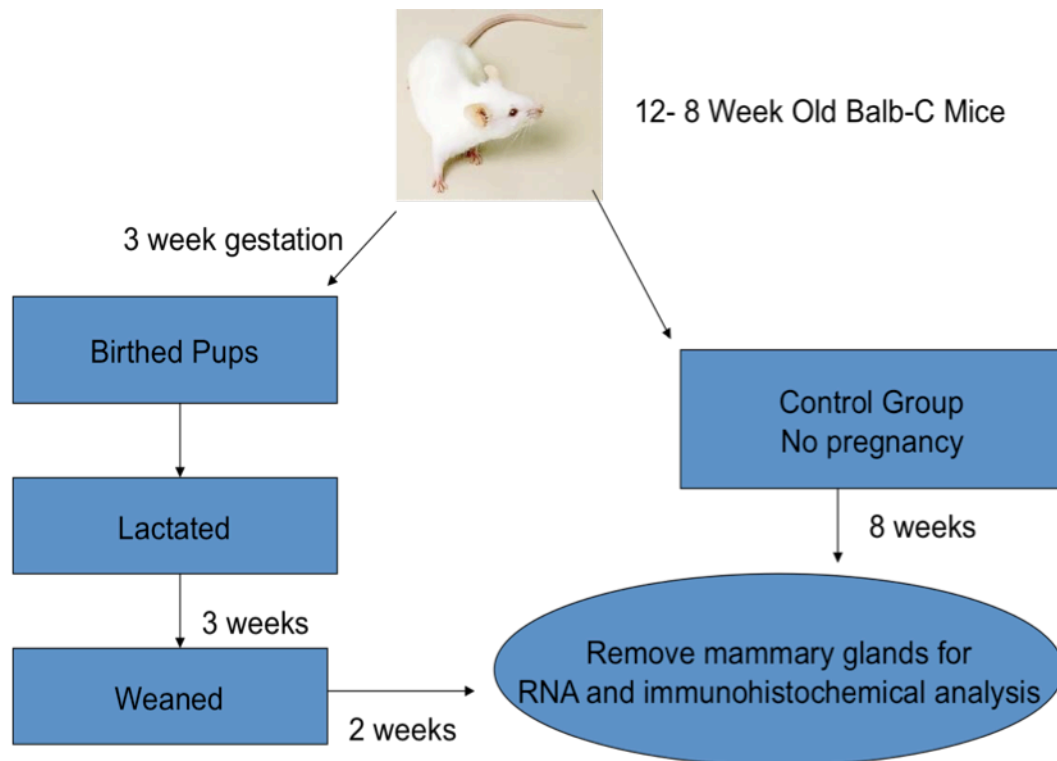 12- 8 Week Old Balb-C Mice
3 week gestation
Birthed Pups
Control Group
No pregnancy
Lactated
8 weeks
3 weeks
Remove mammary glands for
RNA and immunohistochemical analysis
Weaned
2 weeks